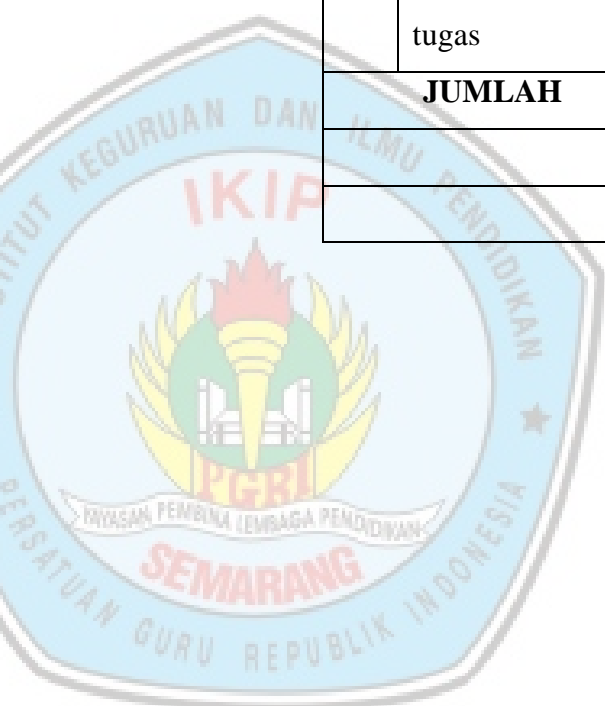 tugas
JUMLAH
INSTITUT KEGURUAN DAN ILMU PENDIDIKAN
IKIP
PGRI
YAYASAN PEMBINA LEMBAGA PENDIDIKAN
SEMARANG
PERSATUAN GURU REPUBLIK INDONESIA